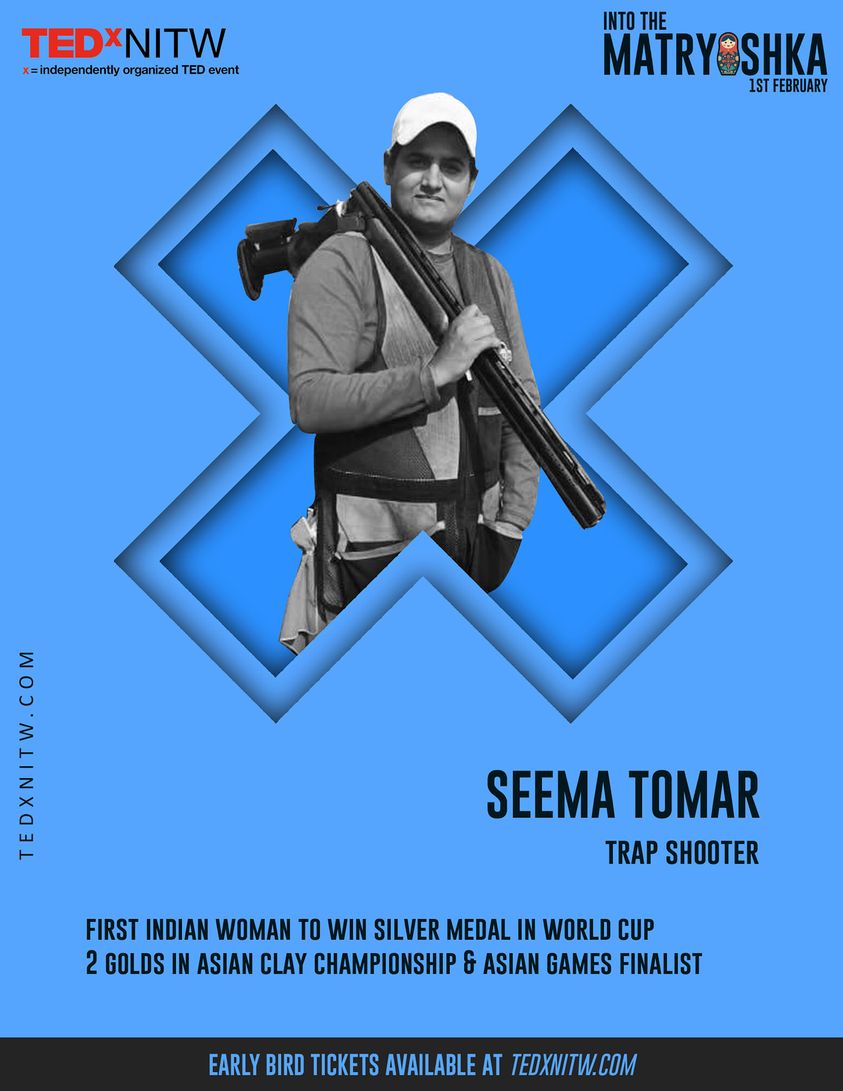 TEDxNITW
x = independently organized TED event
INTO THE
MATRYOSHKA
1ST FEBRUARY
TEDXNITW.COM
SEEMA TOMAR
TRAP SHOOTER
FIRST INDIAN WOMAN TO WIN SILVER MEDAL IN WORLD CUP
2 GOLDS IN ASIAN CLAY CHAMPIONSHIP & ASIAN GAMES FINALIST
EARLY BIRD TICKETS AVAILABLE AT TEDXNITW.COM